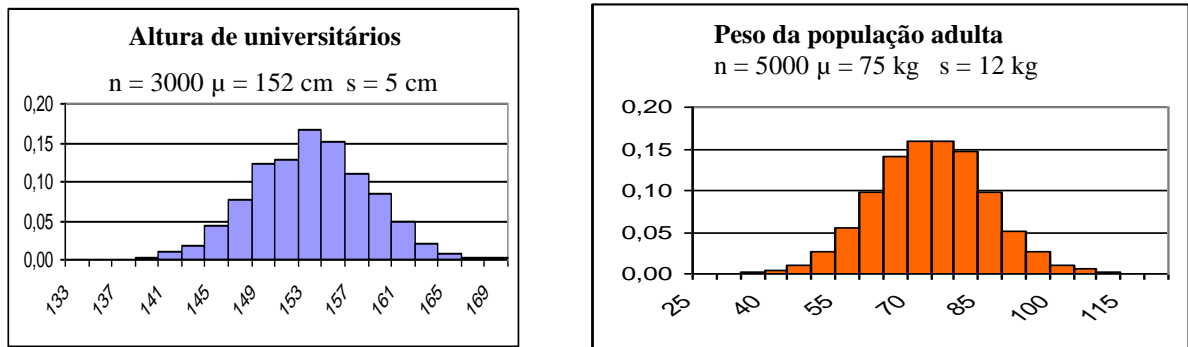 Altura de universitários
n = 3000 µ = 152 cm s = 5 cm
0,20
0,15
0,10
0,05
0,00
133 137 141 145 149 153 157 161 165 169
Peso da população adulta
n = 5000 µ = 75 kg s = 12 kg
0,20
0,15
0,10
0,05
0,00
25 40 55 70 85 100 115